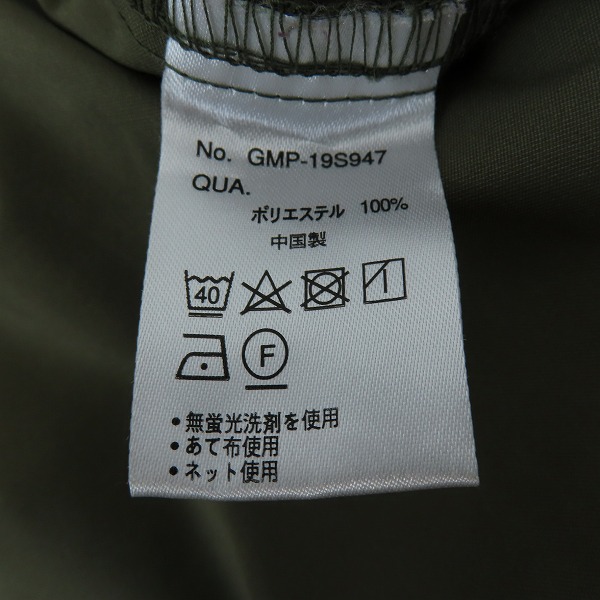 No. GMP-19S947
QUA.
ポリエステル 100%
中国製
40
F
•無蛍光洗剤を使用
•あて布使用
•ネット使用